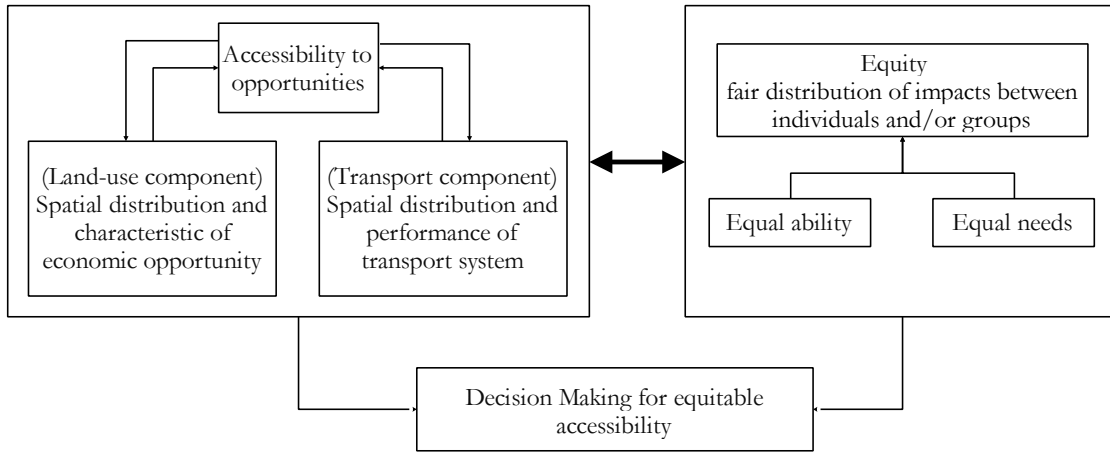 Accessibility to
opportunities
(Land-use component)
Spatial distribution and
characteristic of
economic opportunity
(Transport component)
Spatial distribution and
performance of
transport system
Equity
fair distribution of impacts between
individuals and/or groups
Equal ability
Equal needs
Decision Making for equitable
accessibility